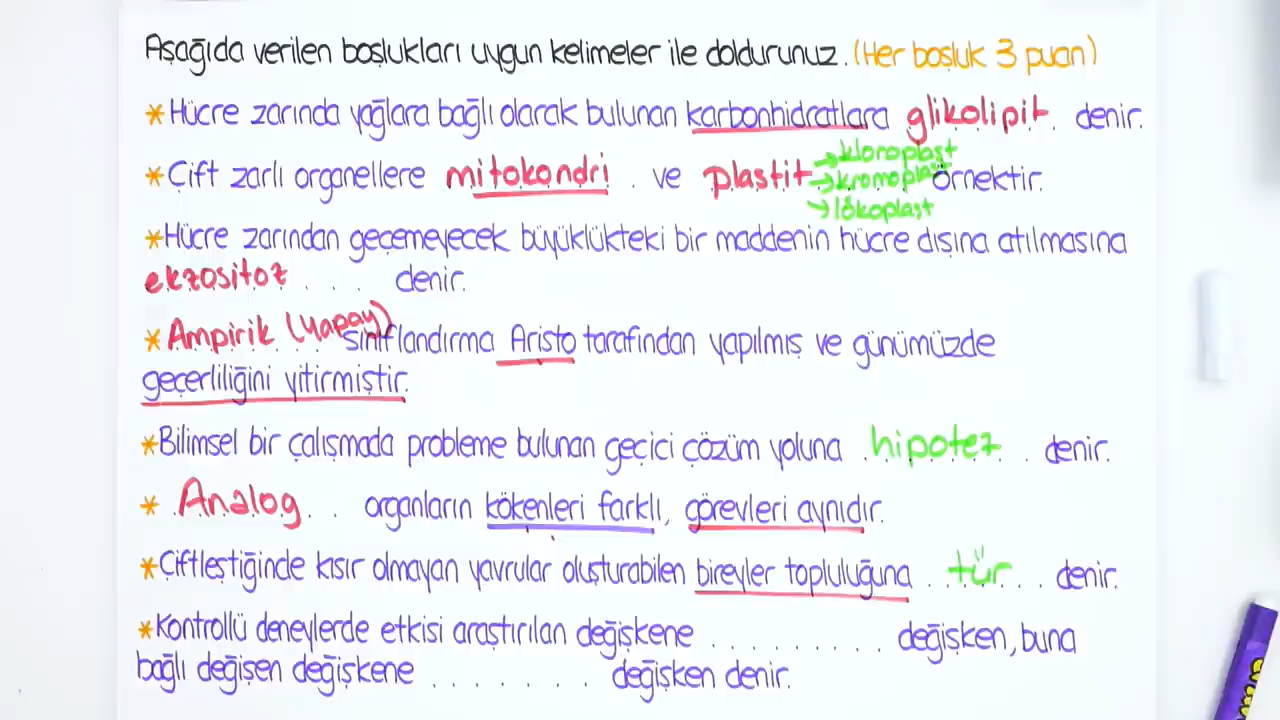 Aşağıda verilen boşlukları uygun kelimeler ile doldurunuz. (Her boşluk 3 puan)
*Hücre zarında yağlara bağlı olarak bulunan karbonhidratlara glikolipit. denir.
*Çift zarlı organellere mitokondri . ve plastit →kloroplast →kromoplast →lökoplast örnektir.
*Hücre zarından geçemeyecek büyüklükteki bir maddenin hücre dışına atılmasına
ekzositoz . . . denir.
*Ampirik (yapay) sınıflandırma Aristo tarafından yapılmış ve günümüzde
geçerliliğini yitirmiştir.
*Bilimsel bir çalışmada probleme bulunan geçici çözüm yoluna .hipotez . denir.
* .Analog . . organların kökenleri farklı, görevleri aynıdır.
*Çiftleştiğinde kısır olmayan yavrular oluşturabilen bireyler topluluğuna . .tür. . . denir.
*Kontrollü deneylerde etkisi araştırılan değişkene . . . . . . . . . değişken, buna
bağlı değişen değişkene . . . . . . . değişken denir.